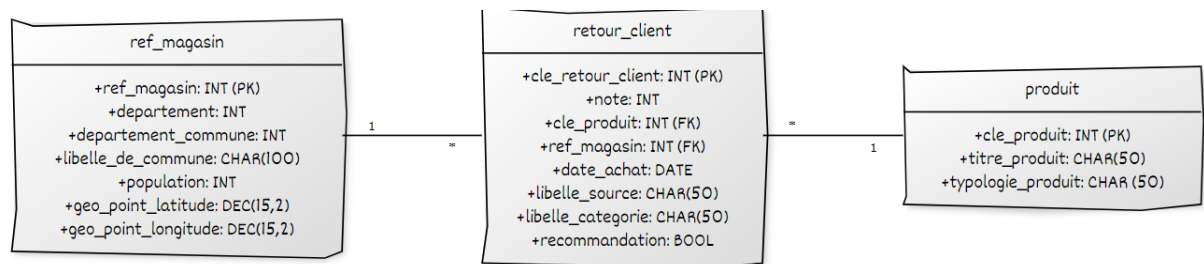 ref_magasin
+ref_magasin: INT (PK)
+departement: INT
+departement_commune: INT
+libelle_de_commune: CHAR(100)
+population: INT
+geo_point_latitude: DEC(15,2)
+geo_point_longitude: DEC(15,2)
1
*
retour_client
+cle_retour_client: INT (PK)
+note: INT
+cle_produit: INT (FK)
+ref_magasin: INT (FK)
+date_achat: DATE
+libelle_source: CHAR(50)
+libelle_categorie: CHAR(50)
+recommandation: BOOL
*
1
produit
+cle_produit: INT (PK)
+titre_produit: CHAR(50)
+typologie_produit: CHAR (50)